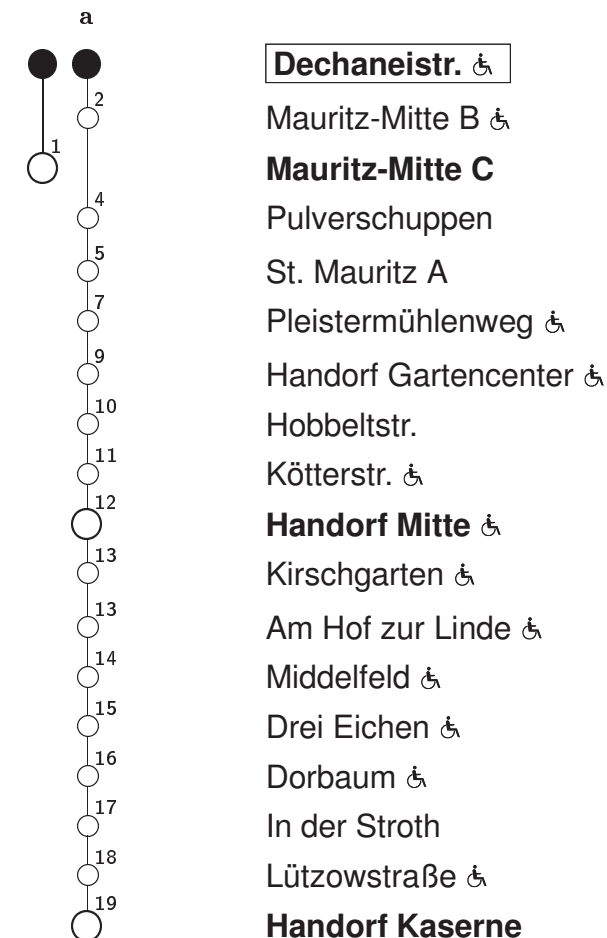 a
Dechaneistr.
2 Mauritz-Mitte B
1 Mauritz-Mitte C
4 Pulverschuppen
5 St. Mauritz A
7 Pleistermühlenweg
9 Handorf Gartencenter
10 Hobbeltstr.
11 Kötterstr.
12 Handorf Mitte
13 Kirschgarten
13 Am Hof zur Linde
14 Middelfeld
15 Drei Eichen
16 Dorbaum
17 In der Stroth
18 Lützowstraße
19 Handorf Kaserne